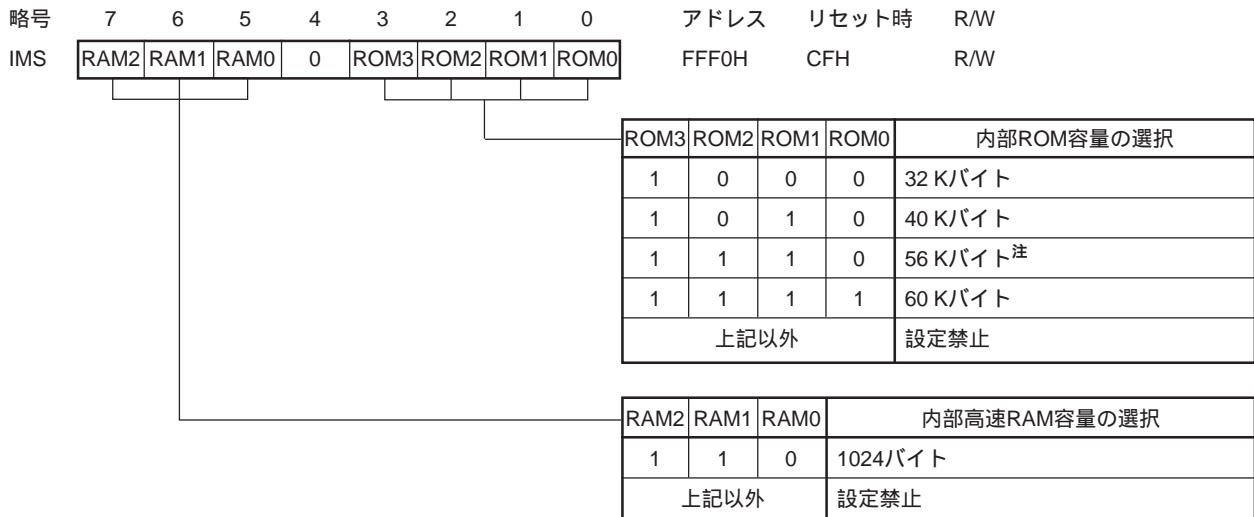 略号 7 6 5 4 3 2 1 0 アドレス リセット時 R/W
IMS RAM2 RAM1 RAM0 0 ROM3 ROM2 ROM1 ROM0 FFF0H CFH R/W
ROM3 ROM2 ROM1 ROM0 内部ROM容量の選択
1 0 0 0 32 Kバイト
1 0 1 0 40 Kバイト
1 1 1 0 56 Kバイト注
1 1 1 1 60 Kバイト
上記以外 設定禁止
RAM2 RAM1 RAM0 内部高速RAM容量の選択
1 1 0 1024バイト
上記以外 設定禁止